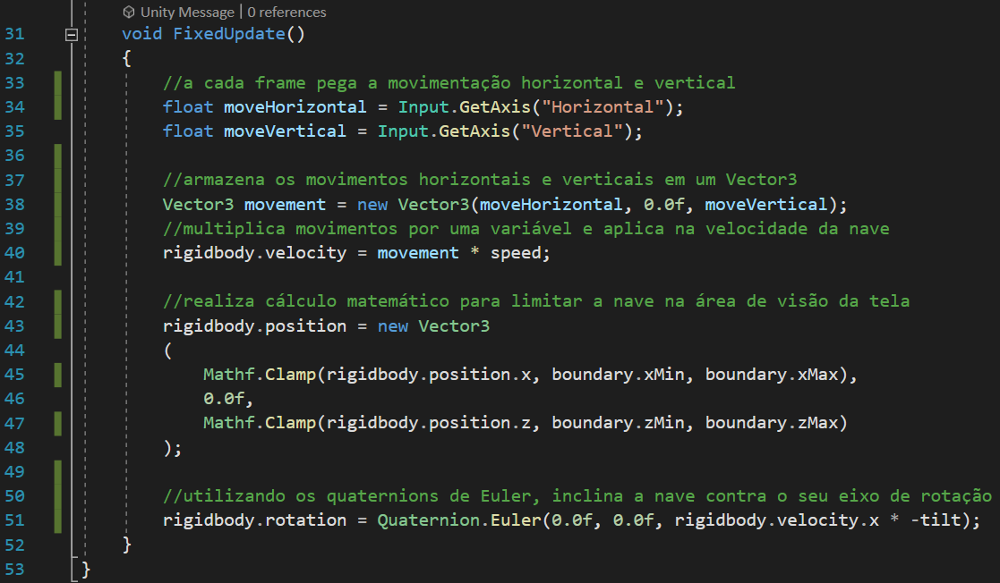 Unity Message | 0 references
31 void FixedUpdate()
32 {
33 //a cada frame pega a movimentação horizontal e vertical
34 float moveHorizontal = Input.GetAxis("Horizontal");
35 float moveVertical = Input.GetAxis("Vertical");
36
37 //armazena os movimentos horizontais e verticais em um Vector3
38 Vector3 movement = new Vector3(moveHorizontal, 0.0f, moveVertical);
39 //multiplica movimentos por uma variável e aplica na velocidade da nave
40 rigidbody.velocity = movement * speed;
41
42 //realiza cálculo matemático para limitar a nave na área de visão da tela
43 rigidbody.position = new Vector3
44 (
45 Mathf.Clamp(rigidbody.position.x, boundary.xMin, boundary.xMax),
46 0.0f,
47 Mathf.Clamp(rigidbody.position.z, boundary.zMin, boundary.zMax)
48 );
49
50 //utilizando os quaternions de Euler, inclina a nave contra o seu eixo de rotação
51 rigidbody.rotation = Quaternion.Euler(0.0f, 0.0f, rigidbody.velocity.x * -tilt);
52 }
53 }